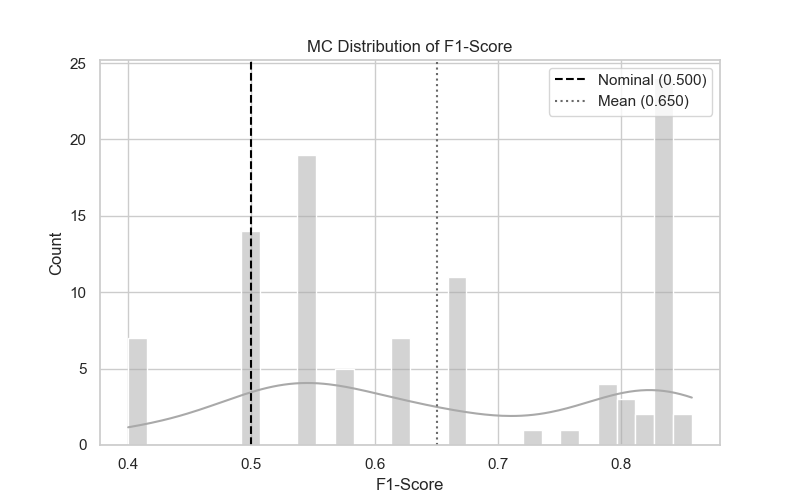 MC Distribution of F1-Score
Nominal (0.500)
Mean (0.650)
Count
25
20
15
10
5
0
0.4 0.5 0.6 0.7 0.8
F1-Score